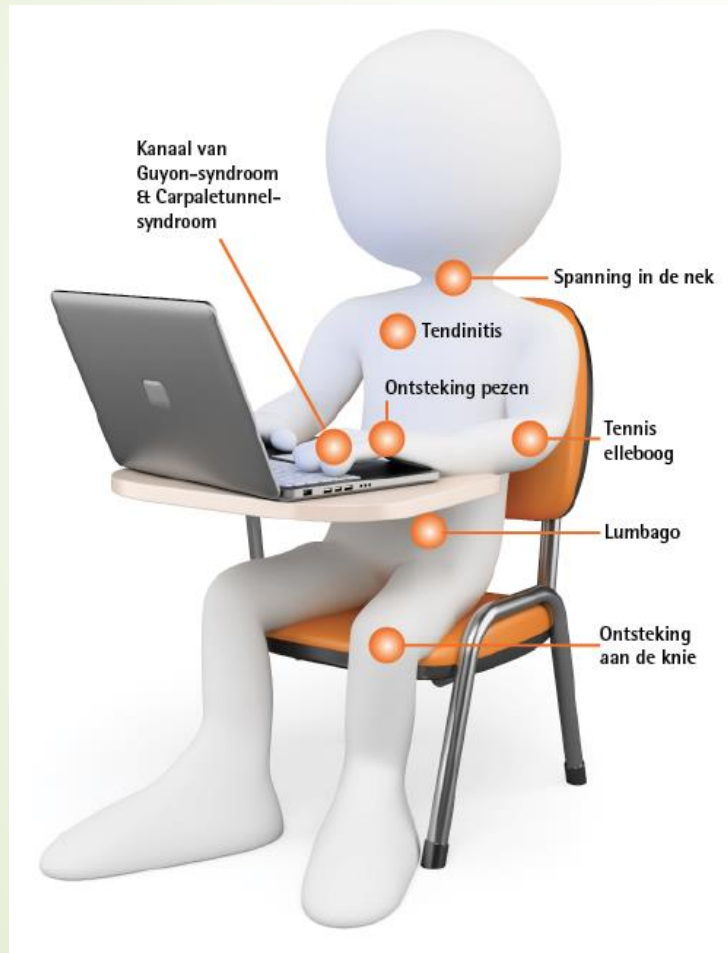 Kanaal van
Guyon-syndroom
& Carpaletunnel-
syndroom
Spanning in de nek
Tendinitis
Ontsteking pezen
Tennis
elleboog
Lumbago
Ontsteking
aan de knie